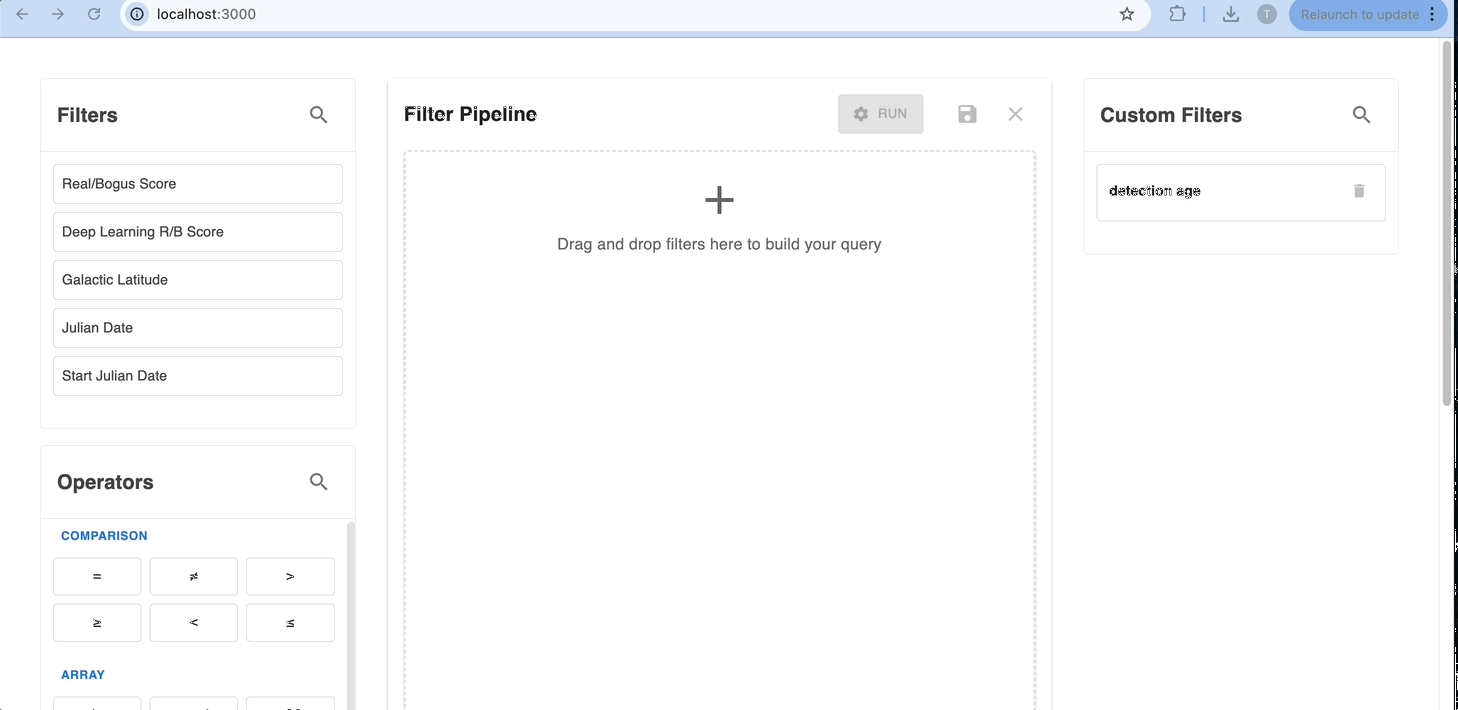 localhost:3000
T
Relaunch to update
Filters
Real/Bogus Score
Deep Learning R/B Score
Galactic Latitude
Julian Date
Start Julian Date
Operators
COMPARISON
= ≠ >
≥ < ≤
ARRAY
Filter Pipeline
RUN
Drag and drop filters here to build your query
Custom Filters
detection age